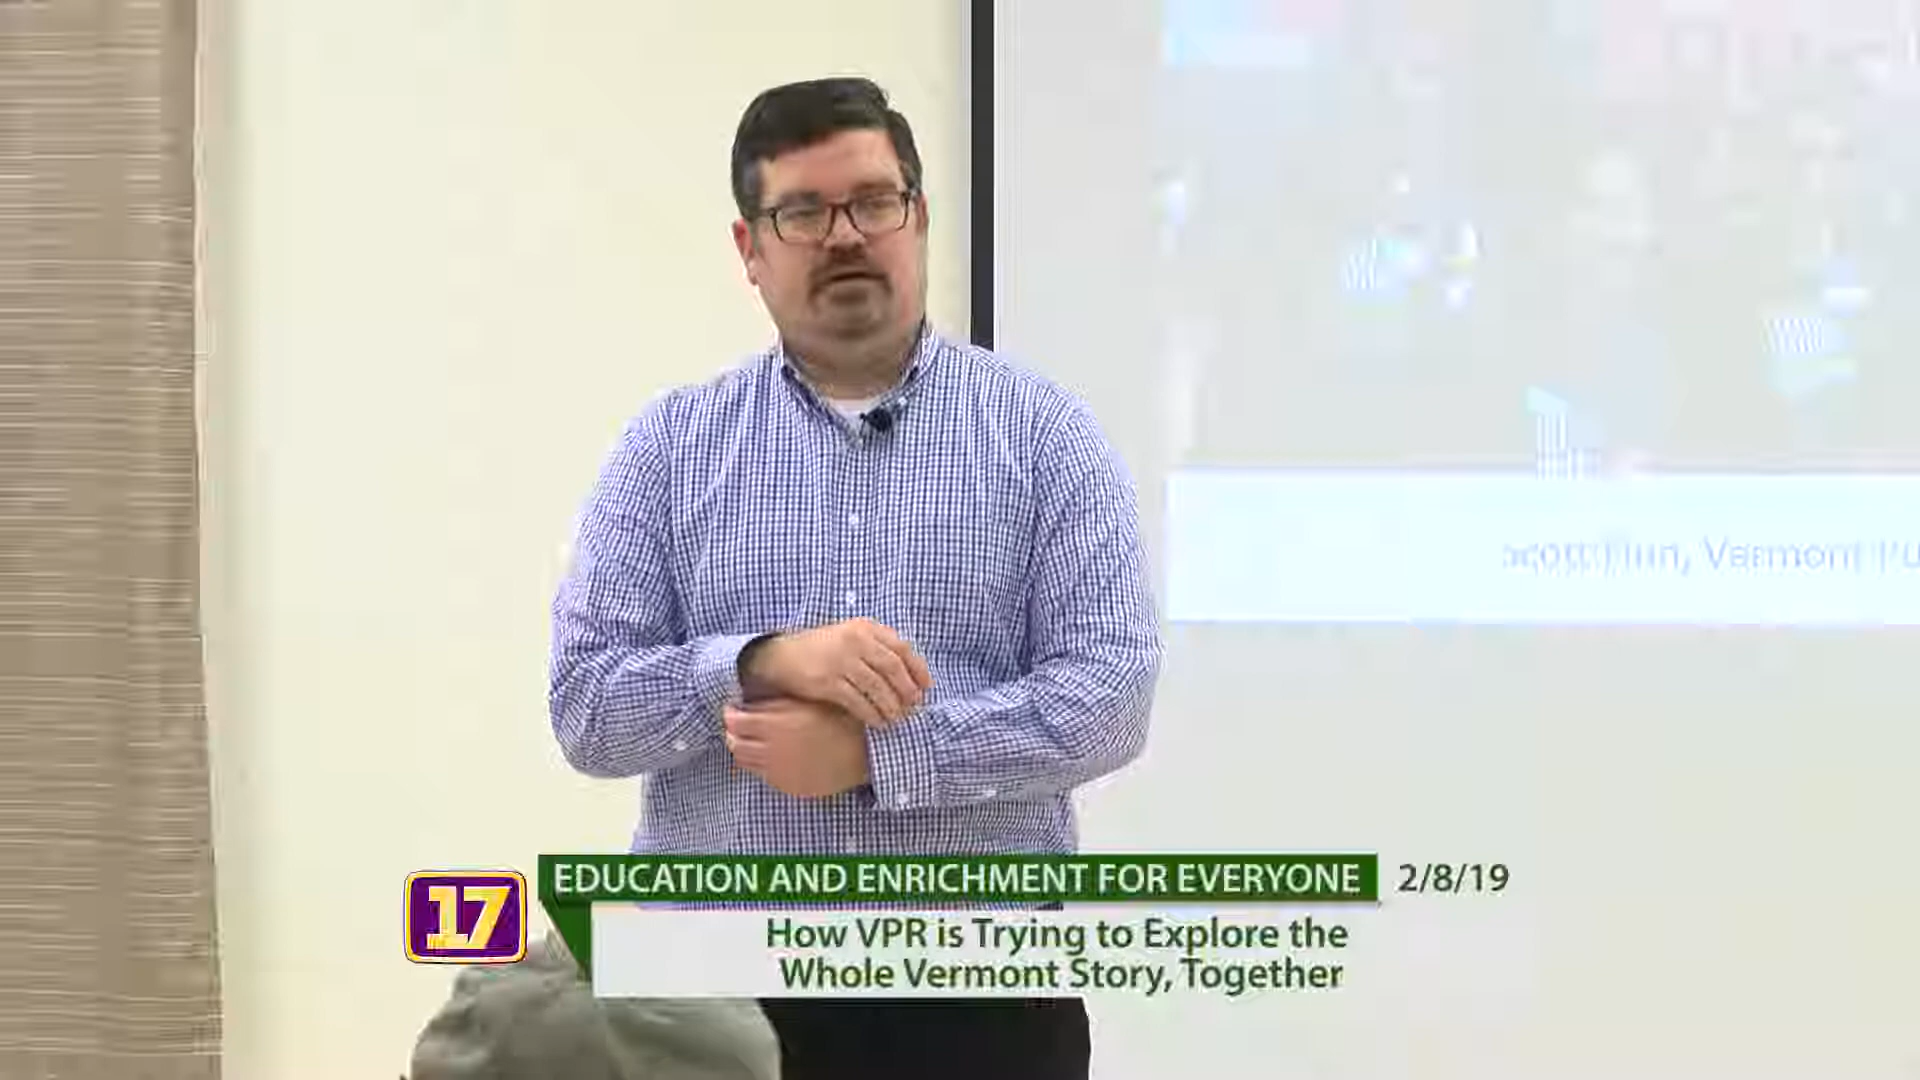 Vermont
17
EDUCATION AND ENRICHMENT FOR EVERYONE
2/8/19
How VPR is Trying to Explore the
Whole Vermont Story, Together